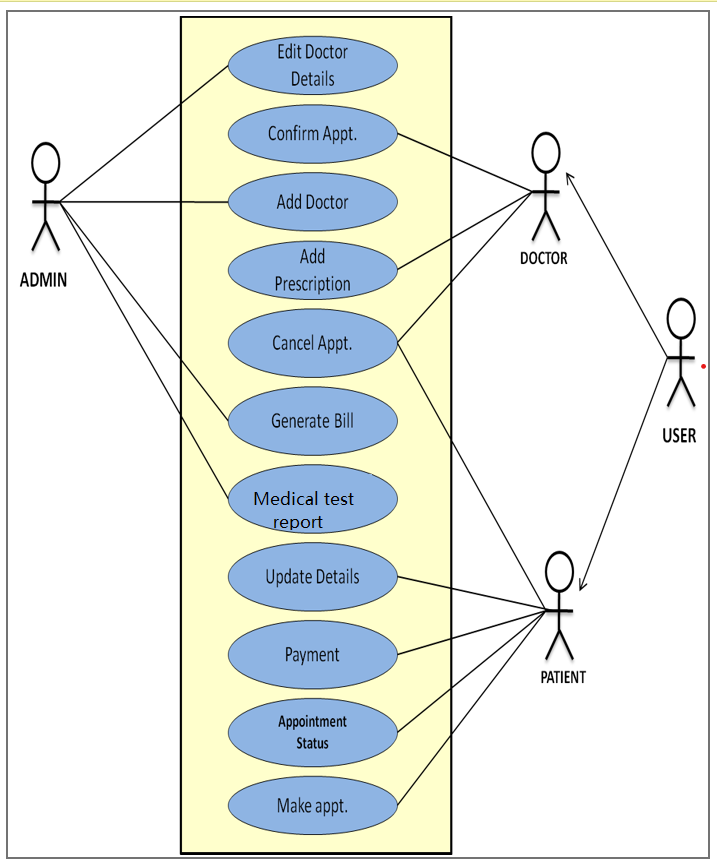 Edit Doctor
Details
Confirm Appt.
Add Doctor
Add
Prescription
Cancel Appt.
Generate Bill
Medical test
report
Update Details
Payment
Appointment
Status
Make appt.
ADMIN
DOCTOR
USER
PATIENT